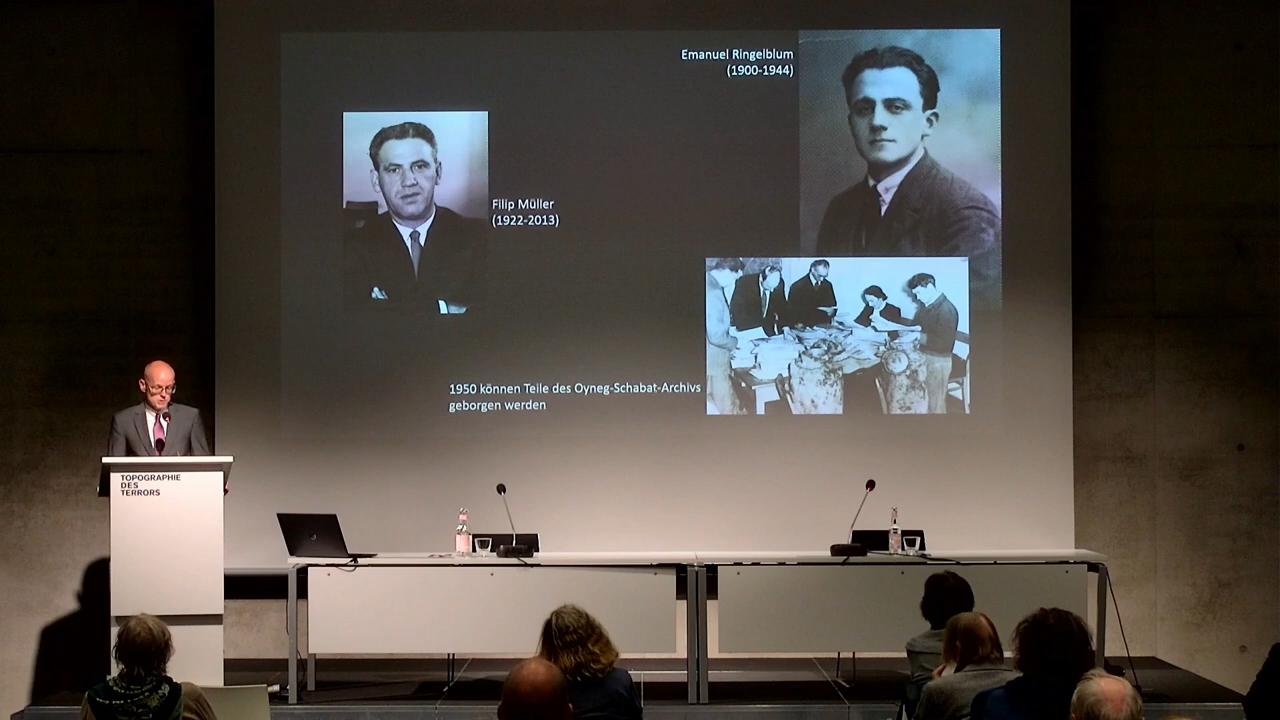 Emanuel Ringelblum
(1900-1944)
Filip Müller
(1922-2013)
1950 können Teile des Oyneg-Schabat-Archivs
geborgen werden
TOPOGRAPHIE
DES
TERRORS